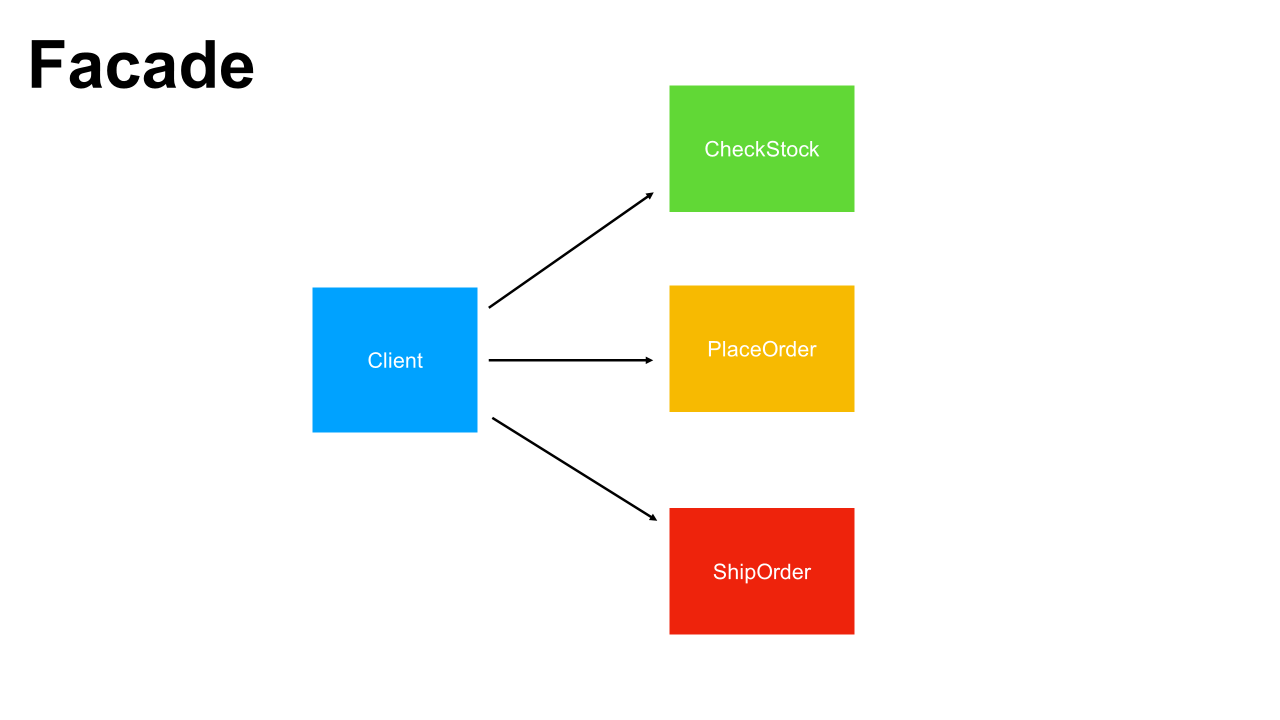 Facade
CheckStock
Client
PlaceOrder
ShipOrder